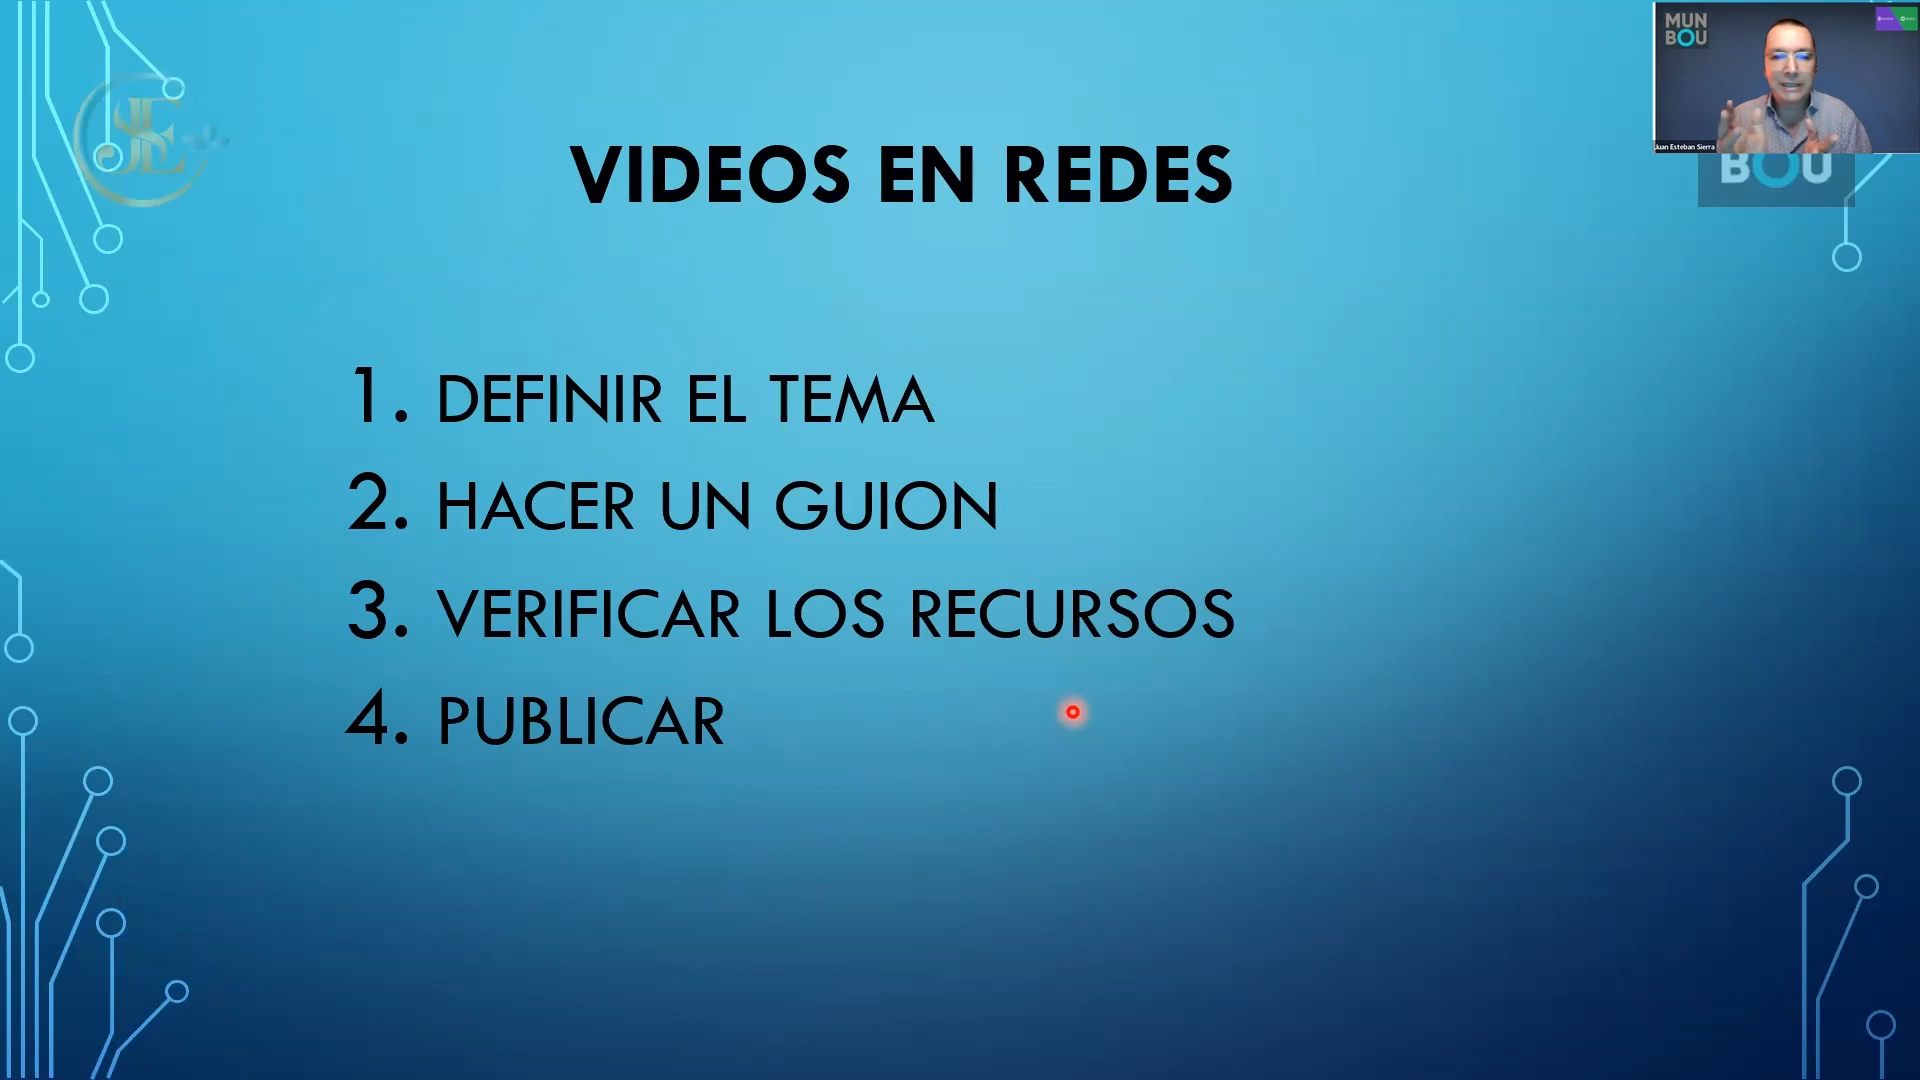 MUN
BOU
Juan Esteban Sierra
BOU
JSE
VIDEOS EN REDES
1. DEFINIR EL TEMA
2. HACER UN GUION
3. VERIFICAR LOS RECURSOS
4. PUBLICAR